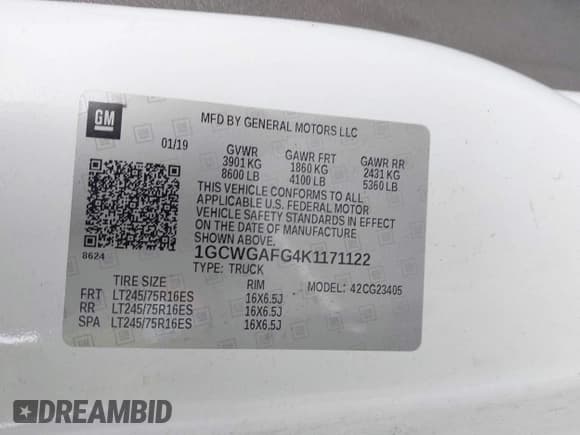 GM
MFD BY GENERAL MOTORS LLC
01/19
GVWR GAWR FRT GAWR RR
3901 KG 1860 KG 2431 KG
8600 LB 4100 LB 5360 LB
THIS VEHICLE CONFORMS TO ALL
APPLICABLE U.S. FEDERAL MOTOR
VEHICLE SAFETY STANDARDS IN EFFECT
ON THE DATE OF MANUFACTURE
SHOWN ABOVE.
8624
1GCWGAFG4K1171122
TYPE: TRUCK
TIRE SIZE RIM MODEL: 42CG23405
FRT LT245/75R16ES 16X6.5J
RR LT245/75R16ES 16X6.5J
SPA LT245/75R16ES 16X6.5J
DREAMBID